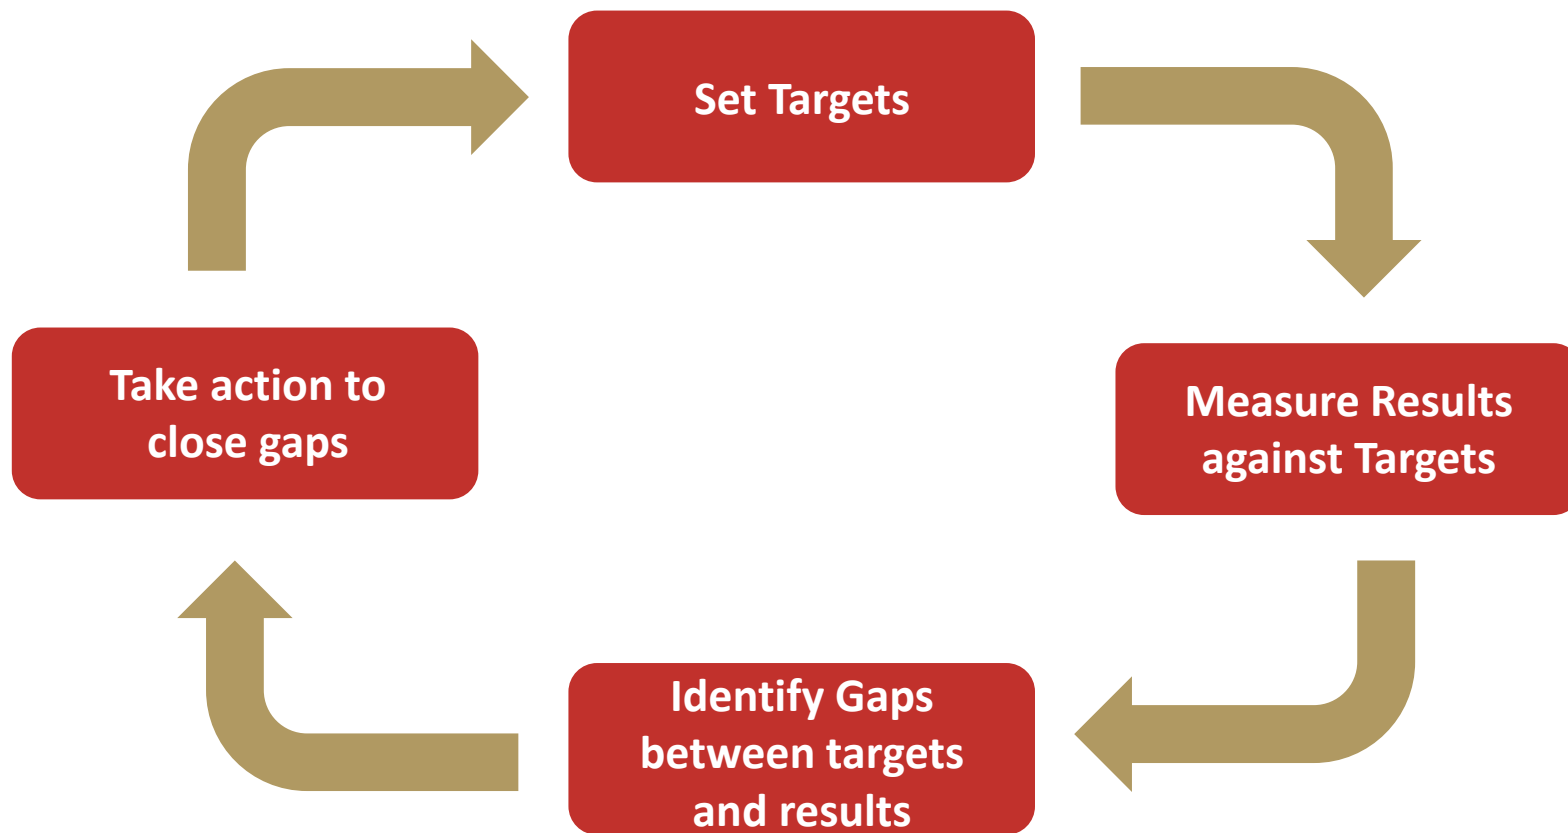 Set Targets
Measure Results
against Targets
Identify Gaps
between targets
and results
Take action to
close gaps